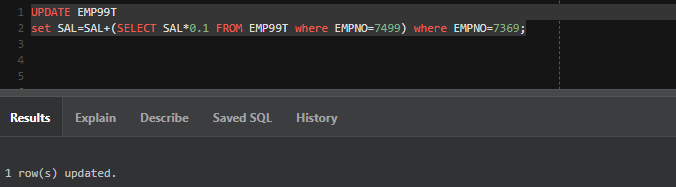 1 UPDATE EMP99T
2 set SAL=SAL+(SELECT SAL*0.1 FROM EMP99T where EMPNO=7499) where EMPNO=7369;
3
4
5
Results Explain Describe Saved SQL History
1 row(s) updated.